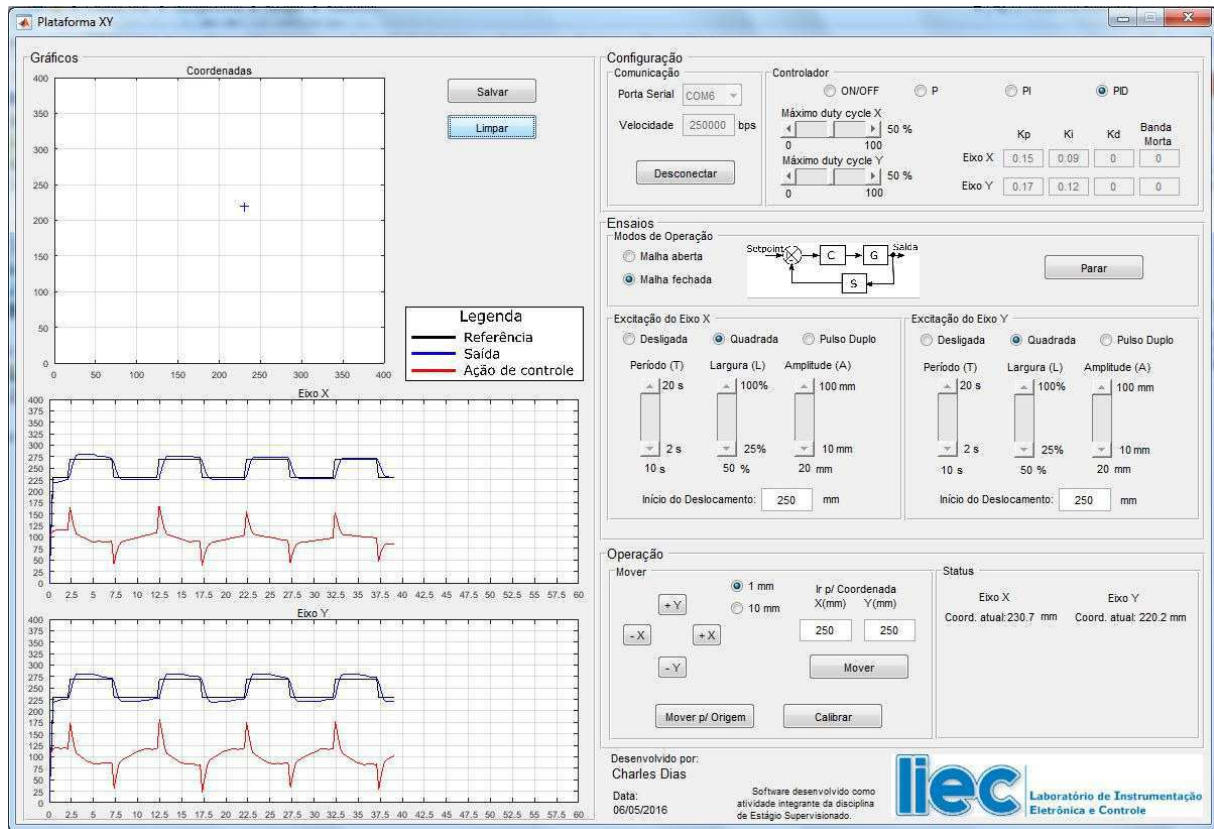 Plataforma XY
Gráficos
Coordenadas
400
350
300
250
200
150
100
50
0
0 50 100 150 200 250 300 350 400
Salvar
Limpar
Legenda
Referência
Saída
Ação de controle
Eixo X
400
375
350
325
300
275
250
225
200
175
150
125
100
75
50
25
0
0 2.5 5 7.5 10 12.5 15 17.5 20 22.5 25 27.5 30 32.5 35 37.5 40 42.5 45 47.5 50 52.5 55 57.5 60
Eixo Y
400
375
350
325
300
275
250
225
200
175
150
125
100
75
50
25
0
0 2.5 5 7.5 10 12.5 15 17.5 20 22.5 25 27.5 30 32.5 35 37.5 40 42.5 45 47.5 50 52.5 55 57.5 60
Configuração
Comunicação
Porta Serial COM6
Velocidade 250000 bps
Desconectar
Controlador
ON/OFF P PI PID
Máximo duty cycle X
50 %
0 100
Máximo duty cycle Y
50 %
0 100
Kp Ki Kd Banda Morta
Eixo X 0.15 0.09 0 0
Eixo Y 0.17 0.12 0 0
Ensaios
Modos de Operação
Malha aberta
Malha fechada
Setpoint C G Saída
S
Parar
Excitação do Eixo X
Desligada Quadrada Pulso Duplo
Período (T) Largura (L) Amplitude (A)
20 s 100% 100 mm
2 s 25% 10 mm
10 s 50 % 20 mm
Início do Deslocamento: 250 mm
Excitação do Eixo Y
Desligada Quadrada Pulso Duplo
Período (T) Largura (L) Amplitude (A)
20 s 100% 100 mm
2 s 25% 10 mm
10 s 50 % 20 mm
Início do Deslocamento: 250 mm
Operação
Mover
+ Y
- X + X
- Y
1 mm
10 mm
Ir p/ Coordenada
X(mm) Y(mm)
250 250
Mover
Mover p/ Origem Calibrar
Status
Eixo X Eixo Y
Coord. atual:230.7 mm Coord. atual: 220.2 mm
Desenvolvido por:
Charles Dias
Data:
06/05/2016
Software desenvolvido como
atividade integrante da disciplina
de Estágio Supervisionado.
liec
Laboratório de Instrumentação
Eletrônica e Controle